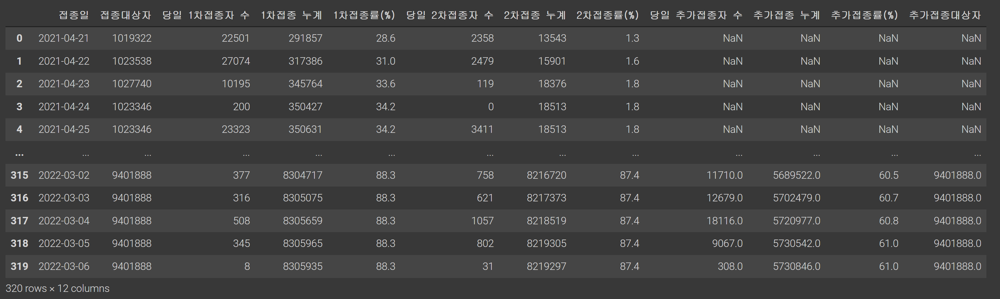 접종일 접종대상자 당일 1차접종자 수 1차접종 누계 1차접종률(%) 당일 2차접종자 수 2차접종 누계 2차접종률(%) 당일 추가접종자 수 추가접종 누계 추가접종률(%) 추가접종대상자
0 2021-04-21 1019322 22501 291857 28.6 2358 13543 1.3 NaN NaN NaN NaN
1 2021-04-22 1023538 27074 317386 31.0 2479 15901 1.6 NaN NaN NaN NaN
2 2021-04-23 1027740 10195 345764 33.6 119 18376 1.8 NaN NaN NaN NaN
3 2021-04-24 1023346 200 350427 34.2 0 18513 1.8 NaN NaN NaN NaN
4 2021-04-25 1023346 23323 350631 34.2 3411 18513 1.8 NaN NaN NaN NaN
... ... ... ... ... ... ... ... ... ... ... ... ...
315 2022-03-02 9401888 377 8304717 88.3 758 8216720 87.4 11710.0 5689522.0 60.5 9401888.0
316 2022-03-03 9401888 316 8305075 88.3 621 8217373 87.4 12679.0 5702479.0 60.7 9401888.0
317 2022-03-04 9401888 508 8305659 88.3 1057 8218519 87.4 18116.0 5720977.0 60.8 9401888.0
318 2022-03-05 9401888 345 8305965 88.3 802 8219305 87.4 9067.0 5730542.0 61.0 9401888.0
319 2022-03-06 9401888 8 8305935 88.3 31 8219297 87.4 308.0 5730846.0 61.0 9401888.0
320 rows × 12 columns